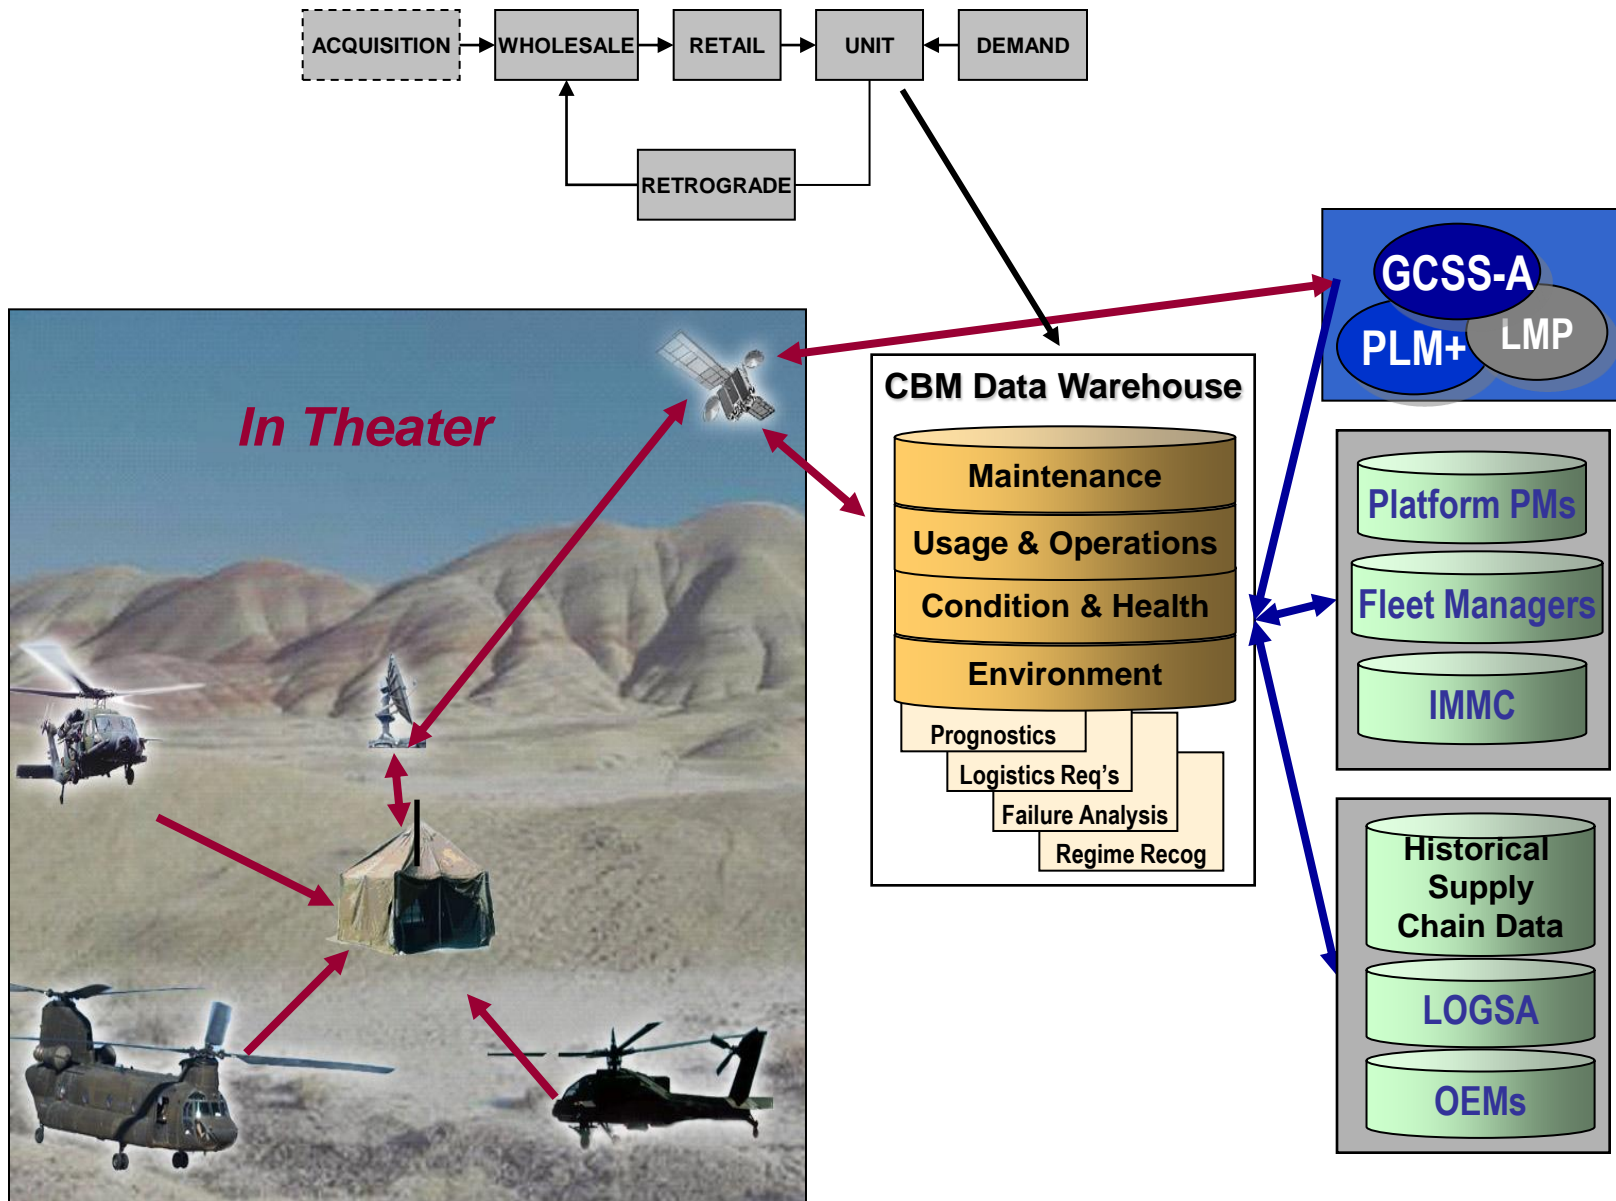 ACQUISITION
WHOLESALE
RETAIL
UNIT
DEMAND
RETROGRADE
In Theater
GCSS-A
PLM+
LMP
CBM Data Warehouse
Maintenance
Usage & Operations
Condition & Health
Environment
Prognostics
Logistics Req's
Failure Analysis
Regime Recog
Platform PMs
Fleet Managers
IMMC
Historical
Supply
Chain Data
LOGSA
OEMs